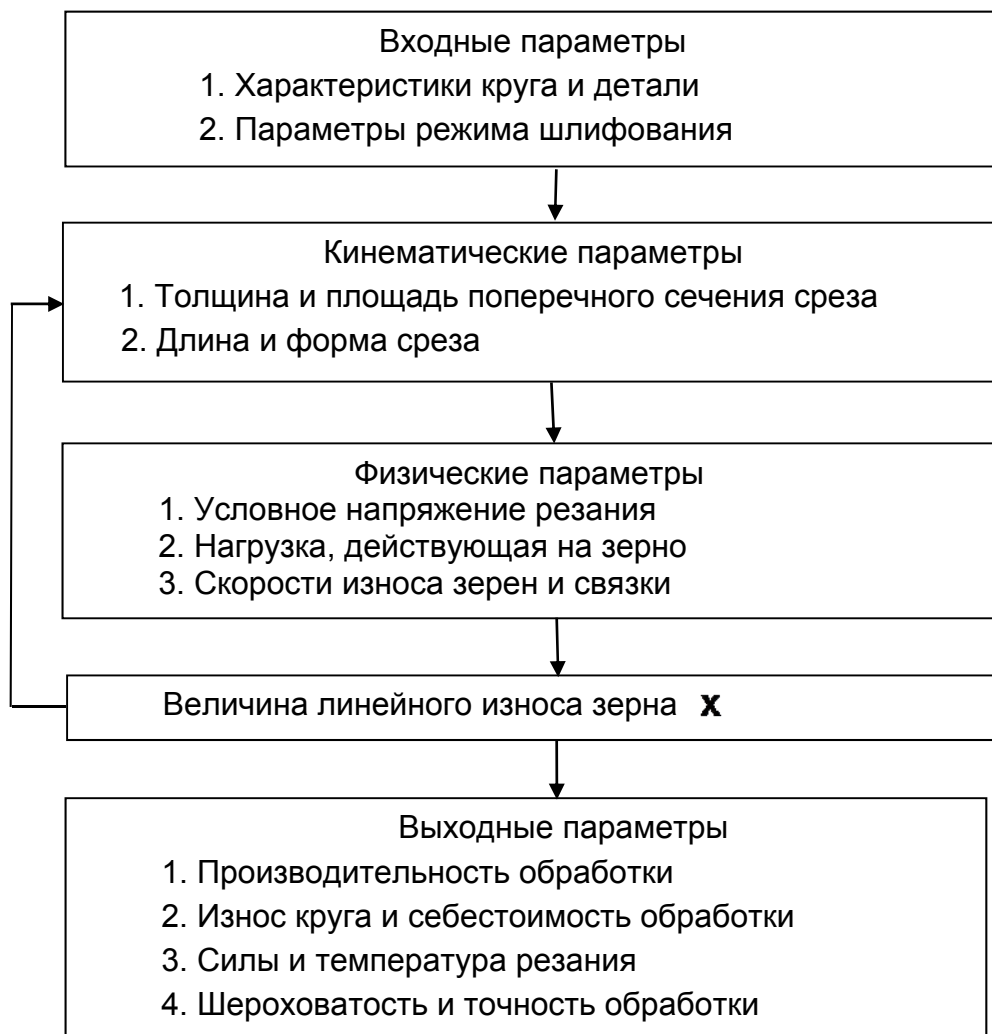 Входные параметры
1. Характеристики круга и детали
2. Параметры режима шлифования
Кинематические параметры
1. Толщина и площадь поперечного сечения среза
2. Длина и форма среза
Физические параметры
1. Условное напряжение резания
2. Нагрузка, действующая на зерно
3. Скорости износа зерен и связки
Величина линейного износа зерна x
Выходные параметры
1. Производительность обработки
2. Износ круга и себестоимость обработки
3. Силы и температура резания
4. Шероховатость и точность обработки